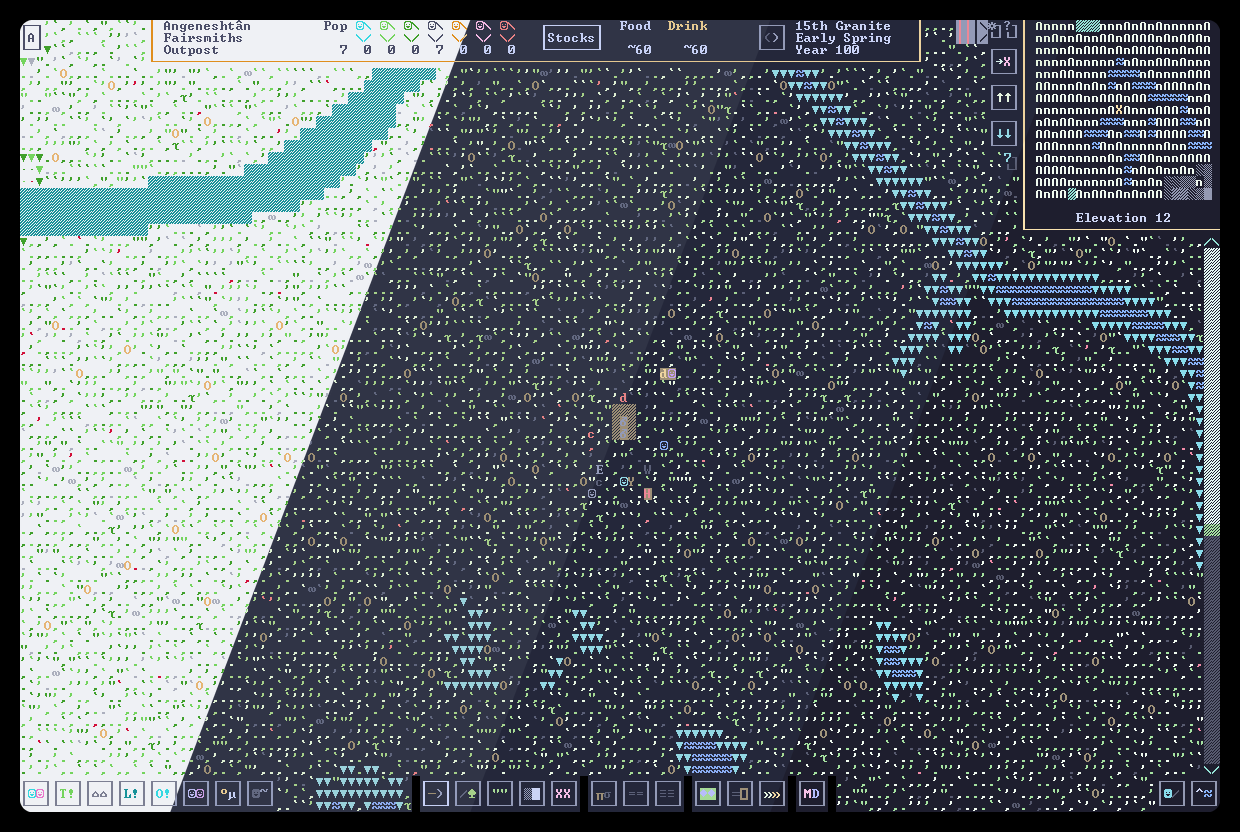 A
Angeneshtân
Fairsmiths
Outpost
Pop
7 0 0 0 7 0 0 0
Stocks
Food Drink
~60 ~60
15th Granite
Early Spring
Year 100
Elevation 12
T! L! O! XX MD